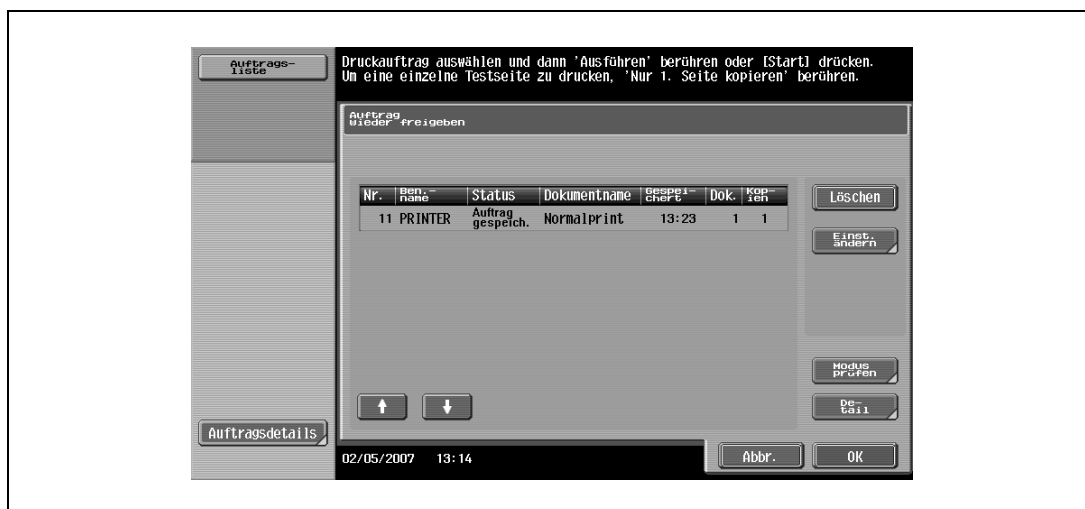 Auftrags-
liste
Druckauftrag auswählen und dann 'Ausführen' berühren oder [Start] drücken.
Um eine einzelne Testseite zu drucken, 'Nur 1. Seite kopieren' berühren.
Auftrag
wieder freigeben
Nr. Ben.-name Status Dokumentname Gespei-chert Dok. Kop-ien
11 PRINTER Auftrag gespeich. Normalprint 13:23 1 1
Löschen
Einst.
ändern
Modus
prüfen
De-
tail
Auftragsdetails
02/05/2007 13:14
Abbr. OK